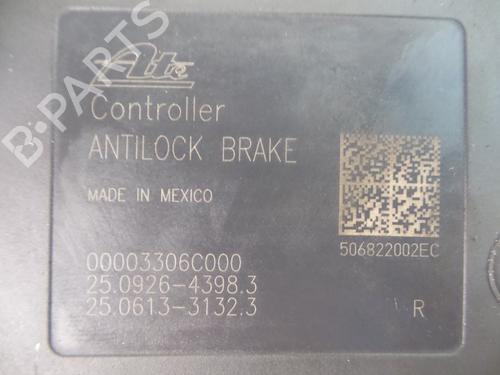 Ate
Controller
ANTILOCK BRAKE
MADE IN MEXICO
506822002EC
00003306C000
25.0926-4398.3
25.0613-3132.3
R
B-PARTS